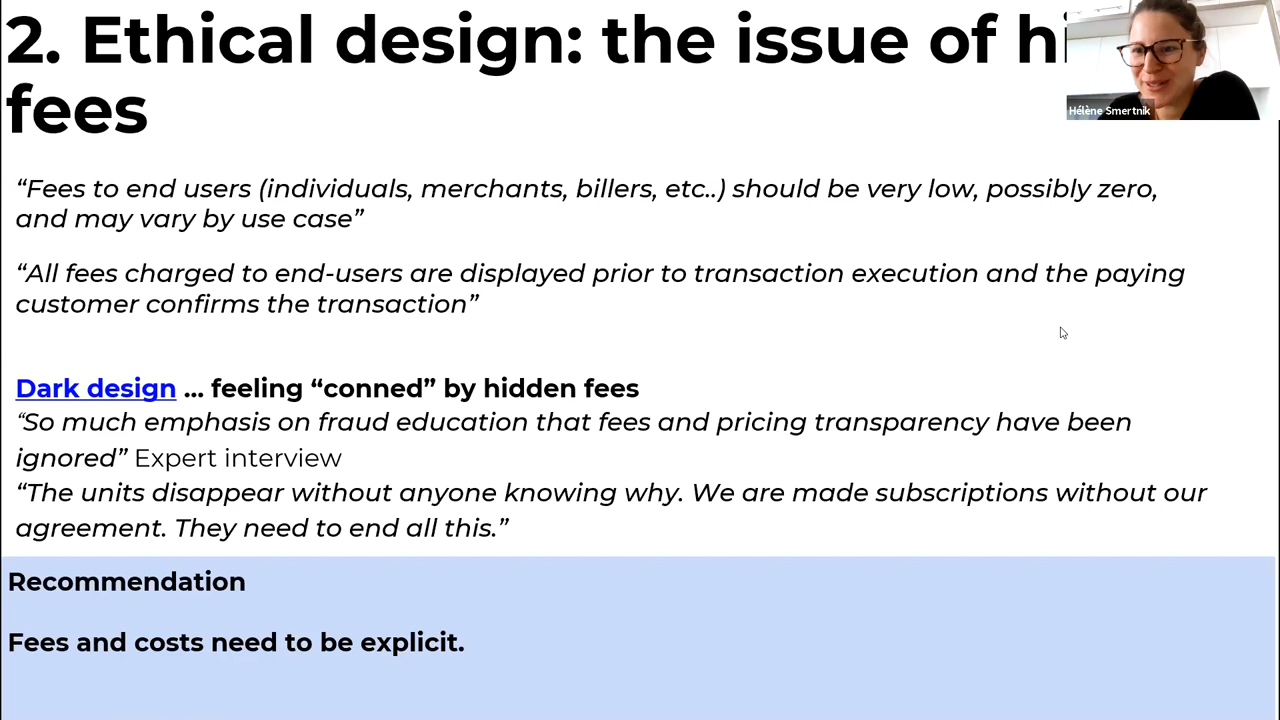 2. Ethical design: the issue of hi
fees
Hélène Smertnik
“Fees to end users (individuals, merchants, billers, etc..) should be very low, possibly zero,
and may vary by use case”
“All fees charged to end-users are displayed prior to transaction execution and the paying
customer confirms the transaction”
Dark design ... feeling “conned” by hidden fees
“So much emphasis on fraud education that fees and pricing transparency have been
ignored” Expert interview
“The units disappear without anyone knowing why. We are made subscriptions without our
agreement. They need to end all this.”
Recommendation
Fees and costs need to be explicit.